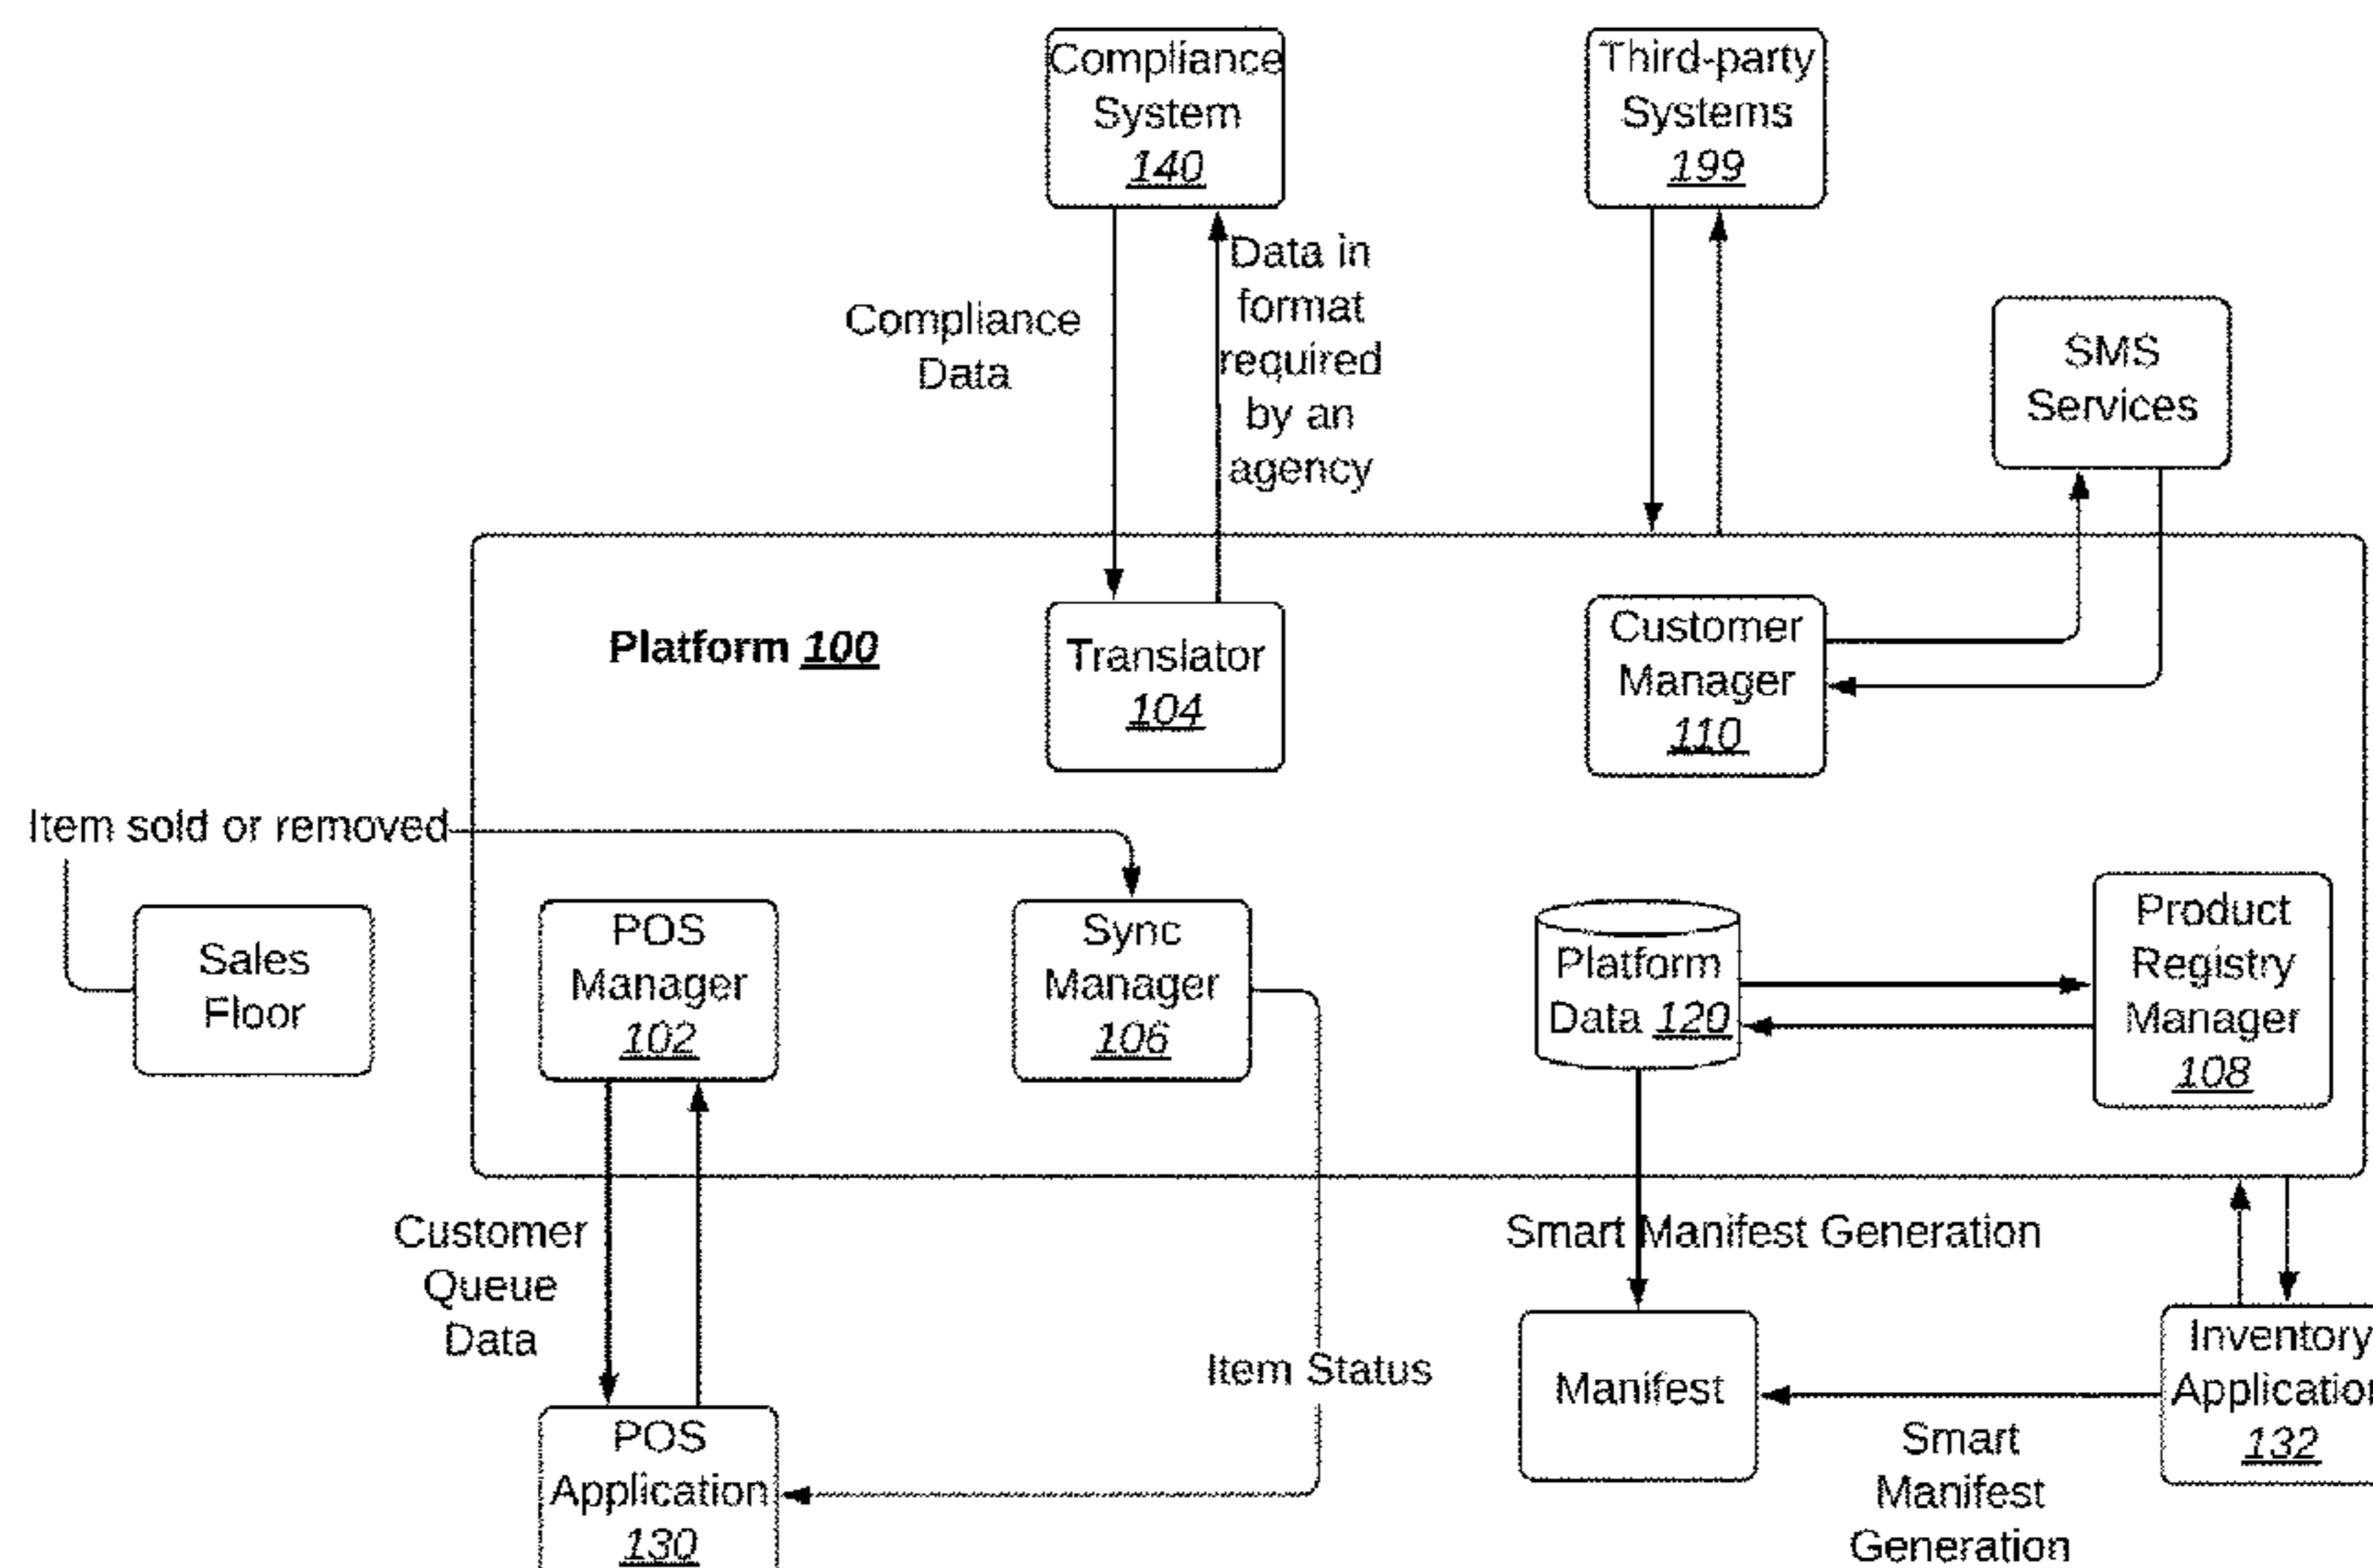 Compliance
System
140
Third-party
Systems
199
Data in
format
required
by an
agency
Compliance
Data
SMS
Services
Platform 100
Translator
104
Customer
Manager
110
Item sold or removed
Sales
Floor
POS
Manager
102
Sync
Manager
106
Platform
Data 120
Product
Registry
Manager
108
Customer
Queue
Data
Smart Manifest Generation
Item Status
Manifest
Inventory
Application
132
Smart
Manifest
Generation
POS
Application
130